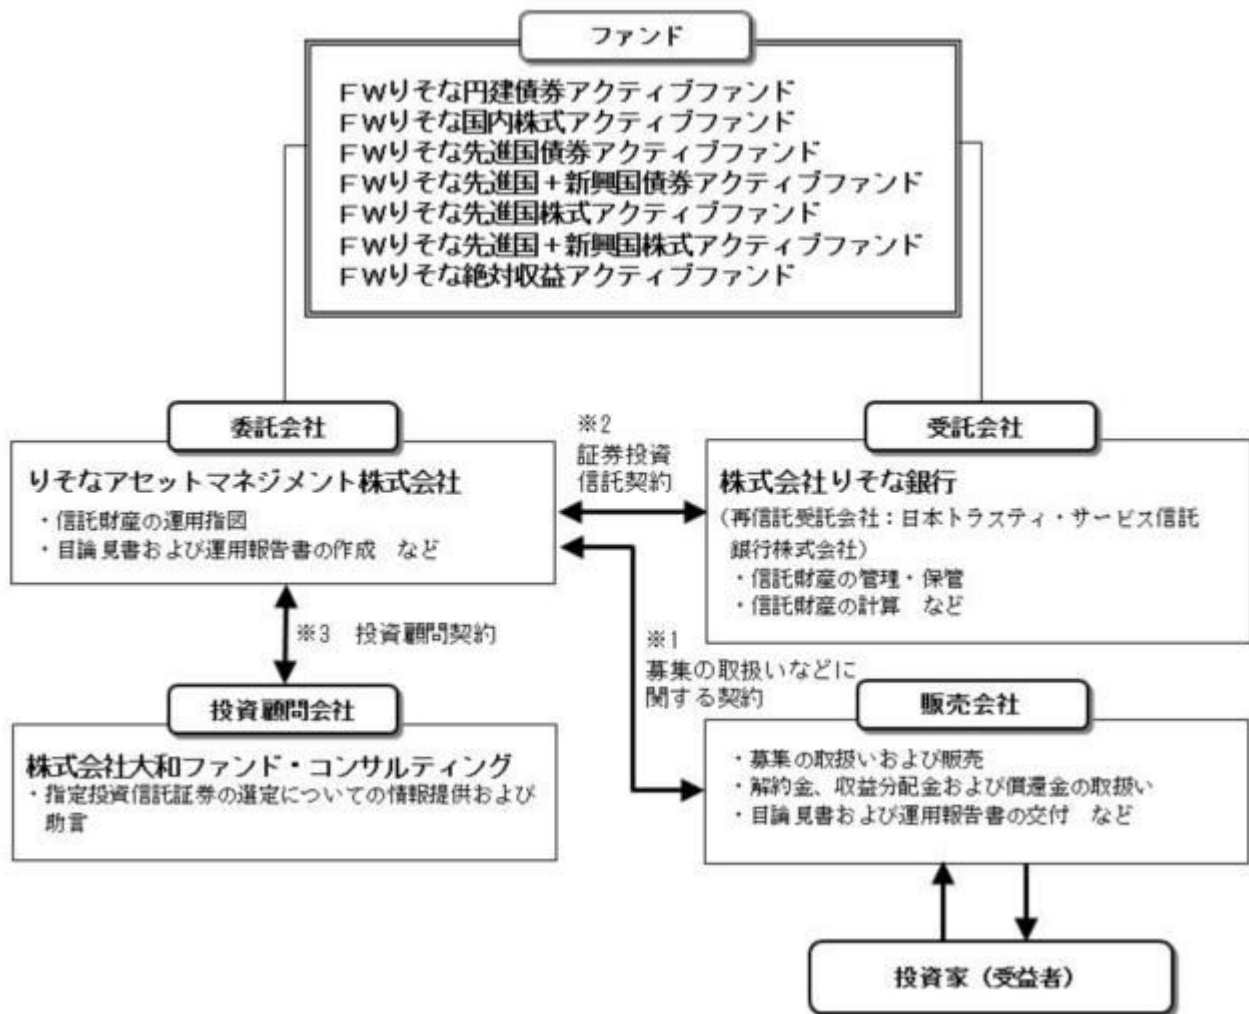 ファンド
FWりそな円建債券アクティブファンド
FWりそな国内株式アクティブファンド
FWりそな先進国債券アクティブファンド
FWりそな先進国+新興国債券アクティブファンド
FWりそな先進国株式アクティブファンド
FWりそな先進国+新興国株式アクティブファンド
FWりそな絶対収益アクティブファンド
委託会社
りそなアセットマネジメント株式会社
・信託財産の運用指図
・目論見書および運用報告書の作成 など
※2
証券投資
信託契約
受託会社
株式会社りそな銀行
(再信託受託会社:日本トラスティ・サービス信託
銀行株式会社)
・信託財産の管理・保管
・信託財産の計算 など
※3 投資顧問契約
※1
募集の取扱いなどに
関する契約
投資顧問会社
株式会社大和ファンド・コンサルティング
・指定投資信託証券の選定についての情報提供および
助言
販売会社
・募集の取扱いおよび販売
・解約金、収益分配金および償還金の取扱い
・目論見書および運用報告書の交付 など
投資家(受益者)